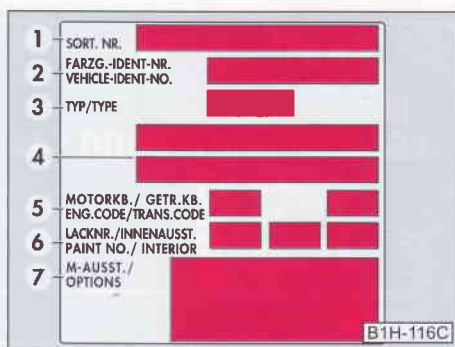 1 SORT. NR.
2 FARZG.-IDENT-NR.
VEHICLE-IDENT-NO.
3 TYP/TYPE
4
5 MOTORKB./ GETR.KB.
ENG.CODE/TRANS.CODE
6 LACKNR./INNENAUSST.
PAINT NO./ INTERIOR
7 M-AUSST./
OPTIONS
B1H-116C